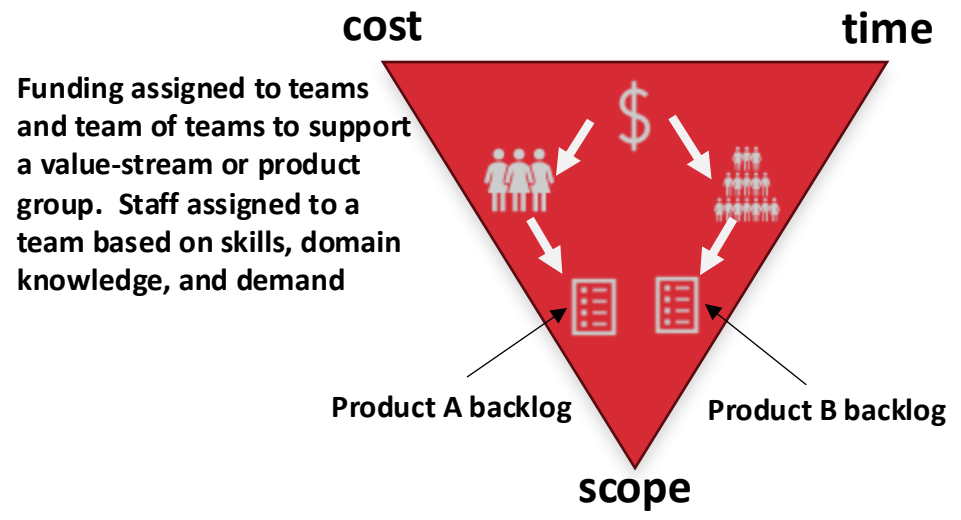 cost
time
Funding assigned to teams
and team of teams to support
a value-stream or product
group.  Staff assigned to a
team based on skills, domain
knowledge, and demand
$
Product A backlog
Product B backlog
scope